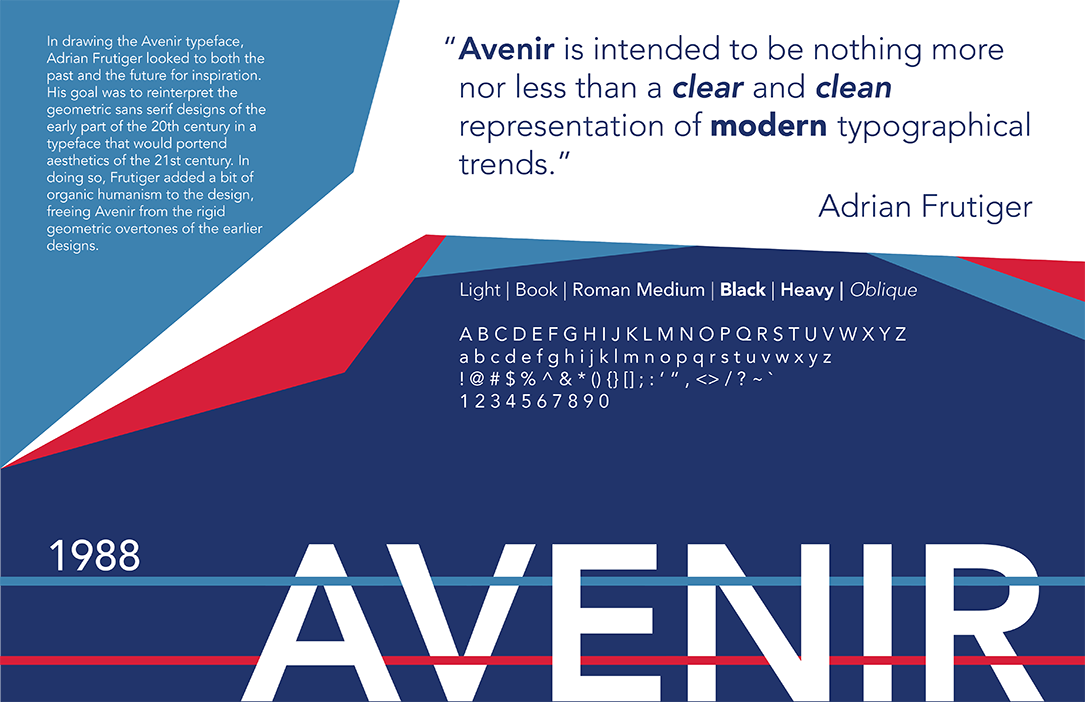 In drawing the Avenir typeface,
Adrian Frutiger looked to both the
past and the future for inspiration.
His goal was to reinterpret the
geometric sans serif designs of the
early part of the 20th century in a
typeface that would portend
aesthetics of the 21st century. In
doing so, Frutiger added a bit of
organic humanism to the design,
freeing Avenir from the rigid
geometric overtones of the earlier
designs.
“Avenir is intended to be nothing more
nor less than a clear and clean
representation of modern typographical
trends.”
Adrian Frutiger
Light | Book | Roman Medium | Black | Heavy | Oblique
A B C D E F G H I J K L M N O P Q R S T U V W X Y Z
a b c d e f g h i j k l m n o p q r s t u v w x y z
! @ # $ % ^ & * () {} [] ; : ‘ “ , <> / ? ~ `
1 2 3 4 5 6 7 8 9 0
1988
AVENIR